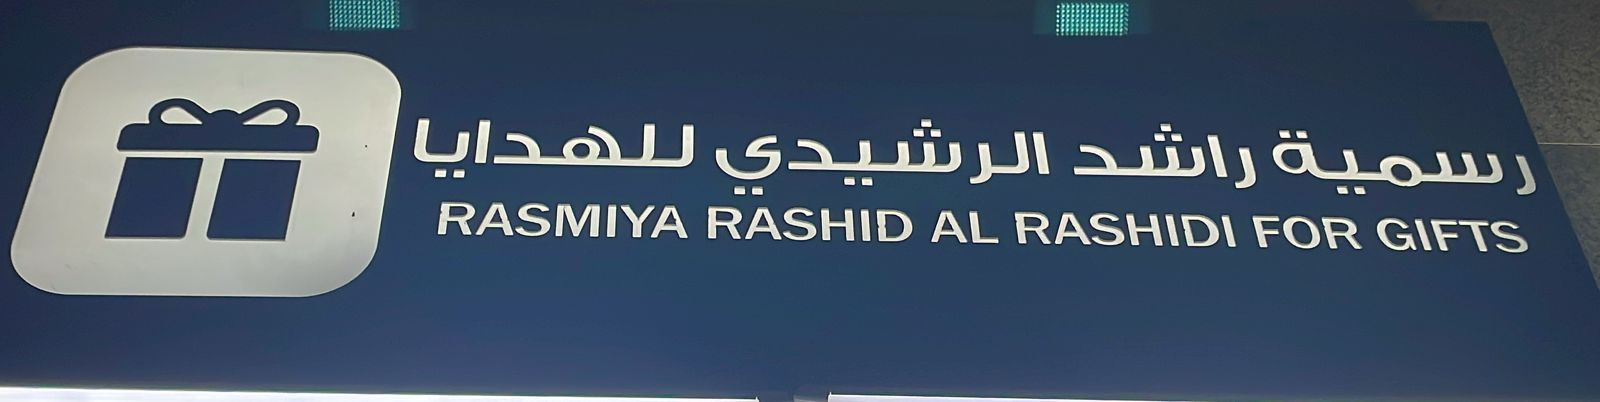 رسمية راشد الرشيدي للهدايا
RASMIYA RASHID AL RASHIDI FOR GIFTS